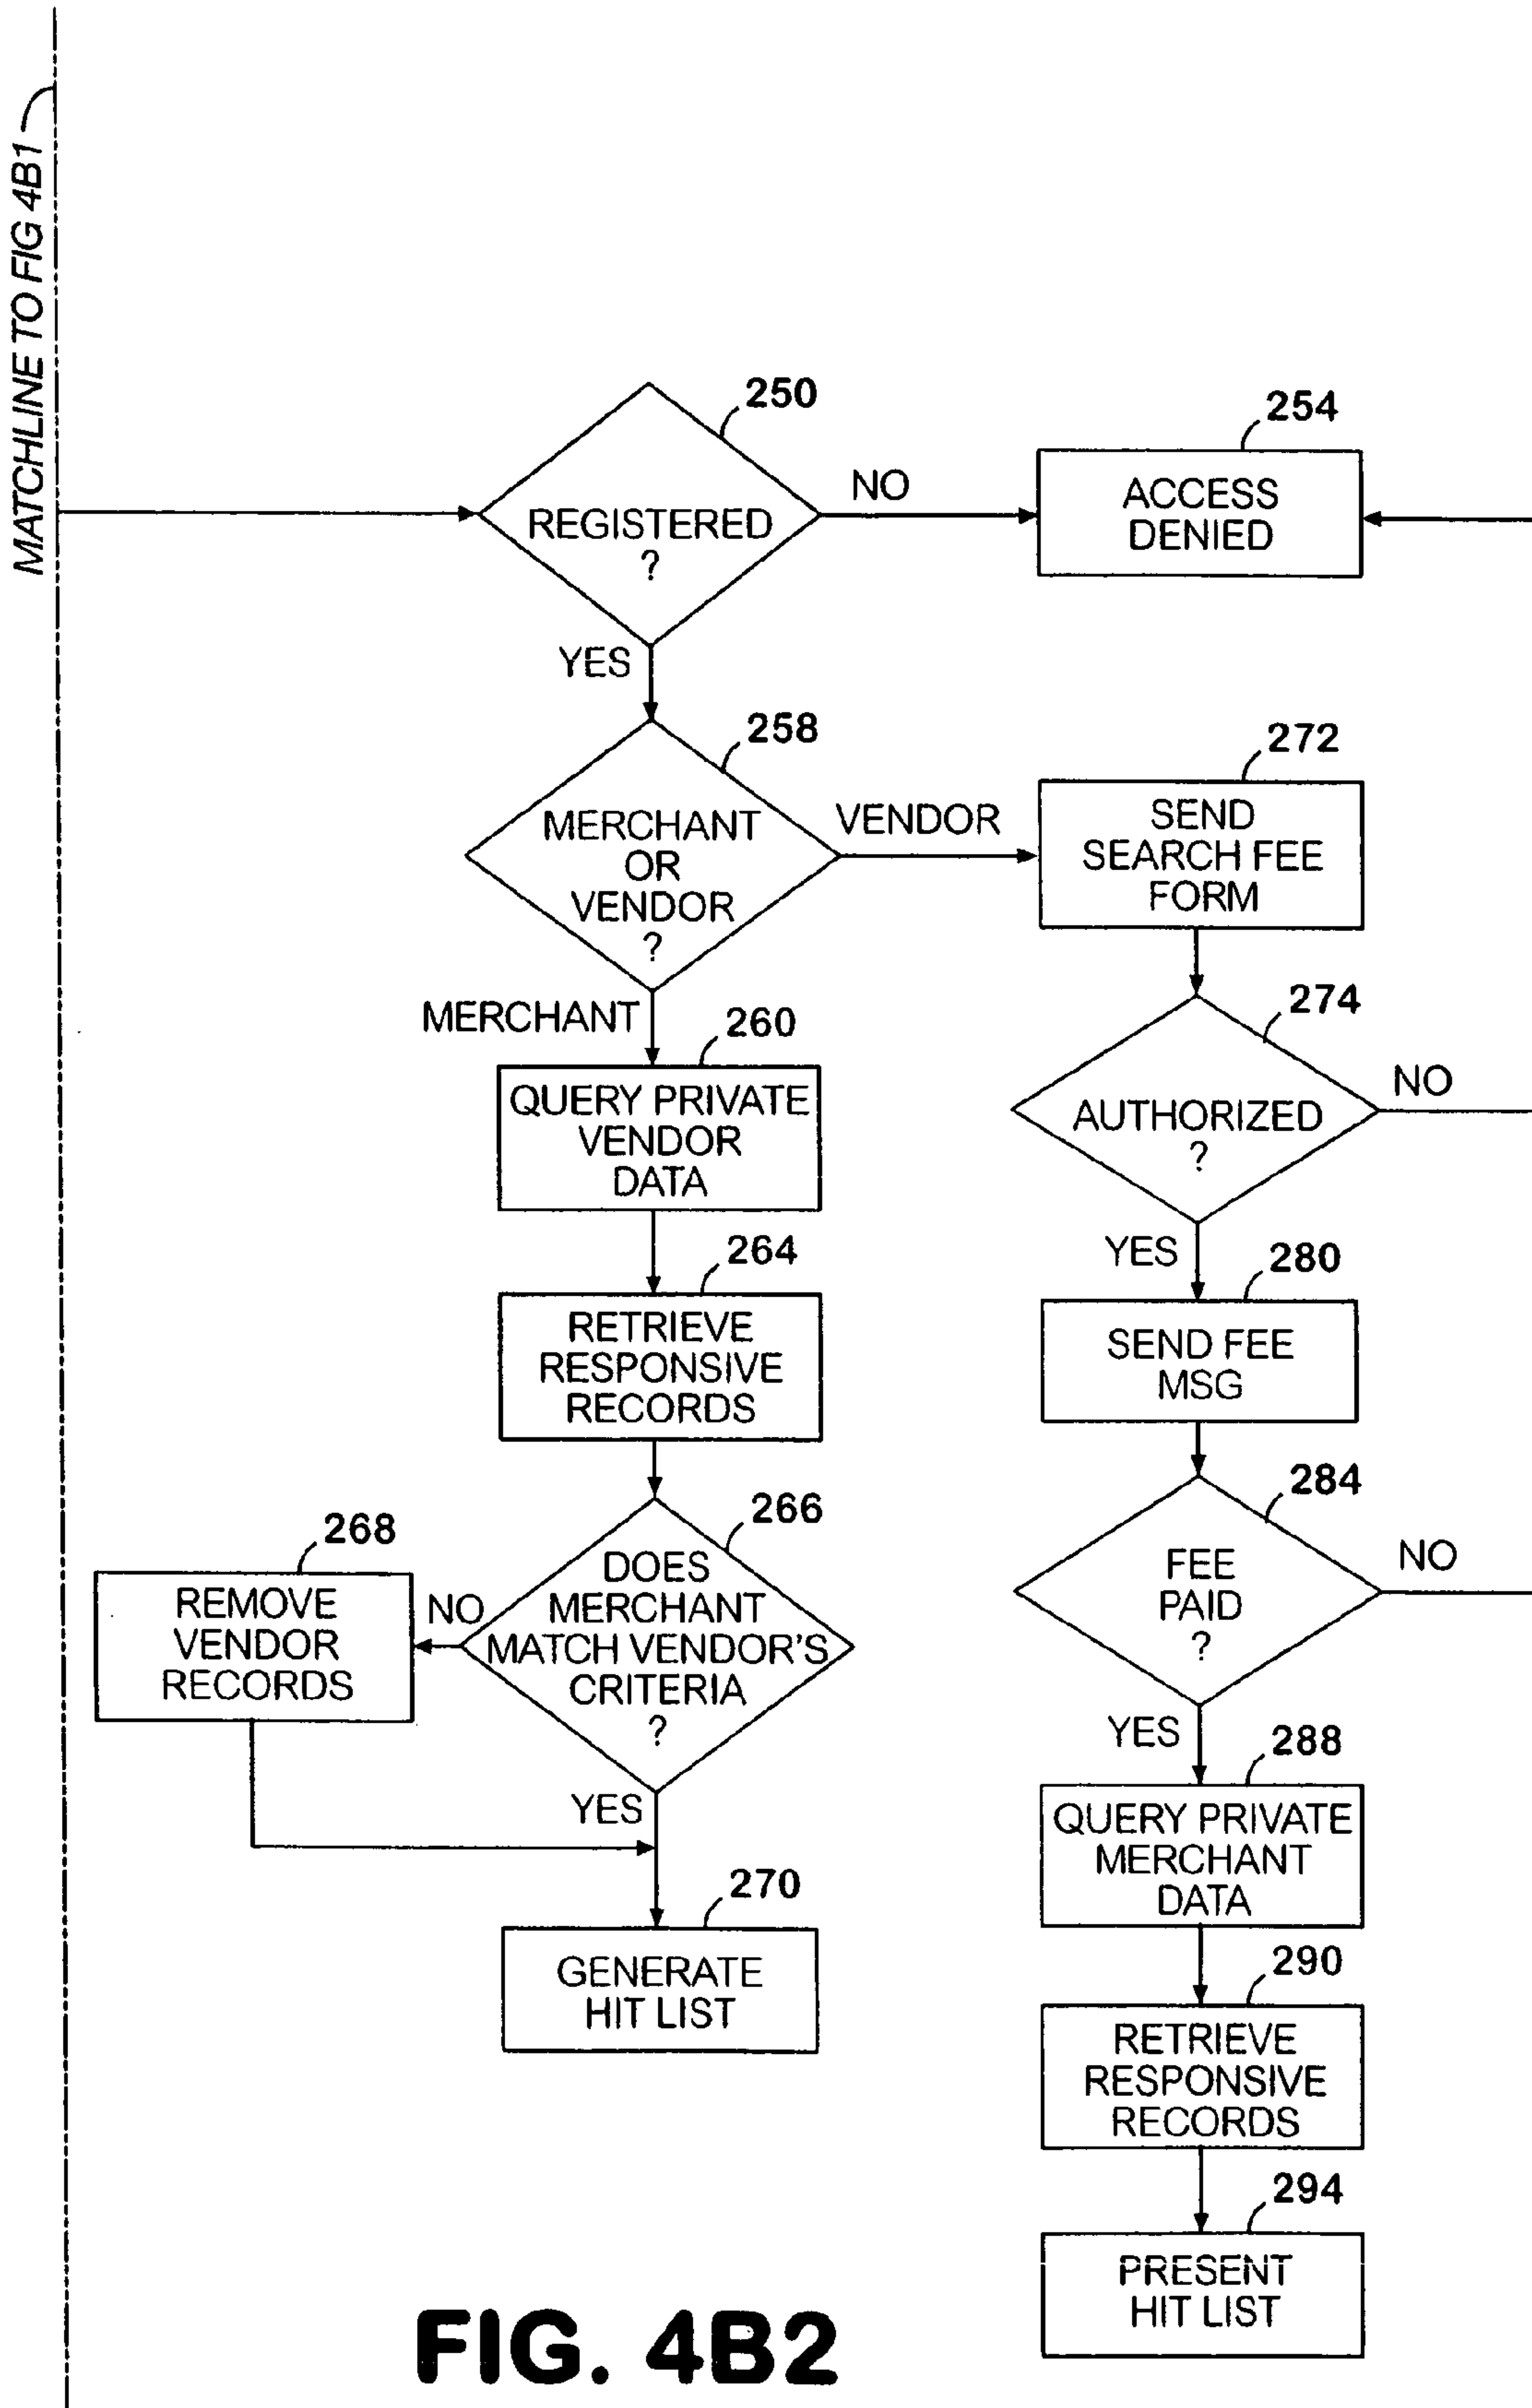 MATCHLINE TO FIG 4B1
250
REGISTERED
?
NO
254
ACCESS
DENIED
YES
258
MERCHANT
OR
VENDOR
?
VENDOR
272
SEND
SEARCH FEE
FORM
MERCHANT
260
QUERY PRIVATE
VENDOR
DATA
274
AUTHORIZED
?
NO
YES
264
RETRIEVE
RESPONSIVE
RECORDS
280
SEND FEE
MSG
266
DOES
MERCHANT
MATCH VENDOR'S
CRITERIA
?
NO
268
REMOVE
VENDOR
RECORDS
YES
284
FEE
PAID
?
NO
YES
288
QUERY PRIVATE
MERCHANT
DATA
270
GENERATE
HIT LIST
290
RETRIEVE
RESPONSIVE
RECORDS
294
PRESENT
HIT LIST
FIG. 4B2